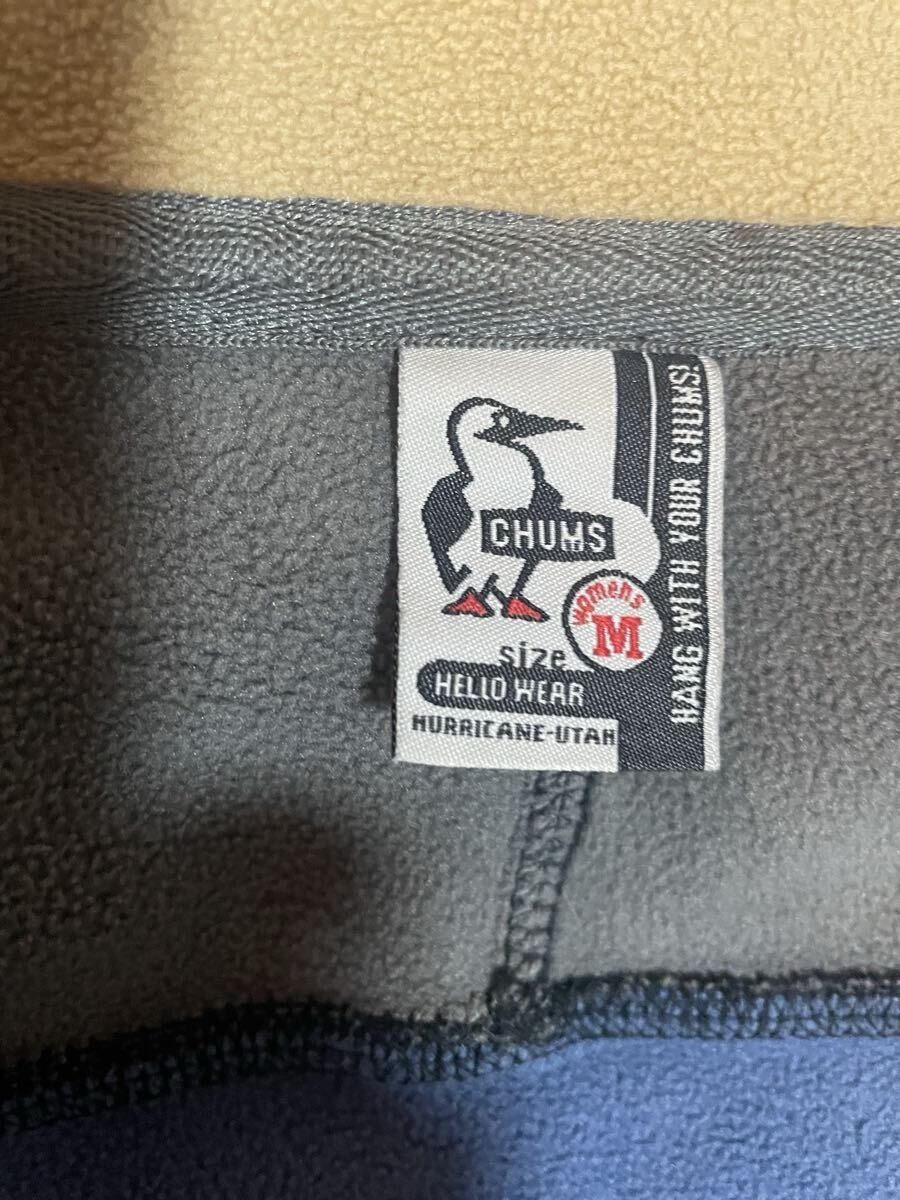 CHUMS
womens
M
size
HELLO WEAR
HURRICANE-UTAH
HANG WITH YOUR CHUMS!